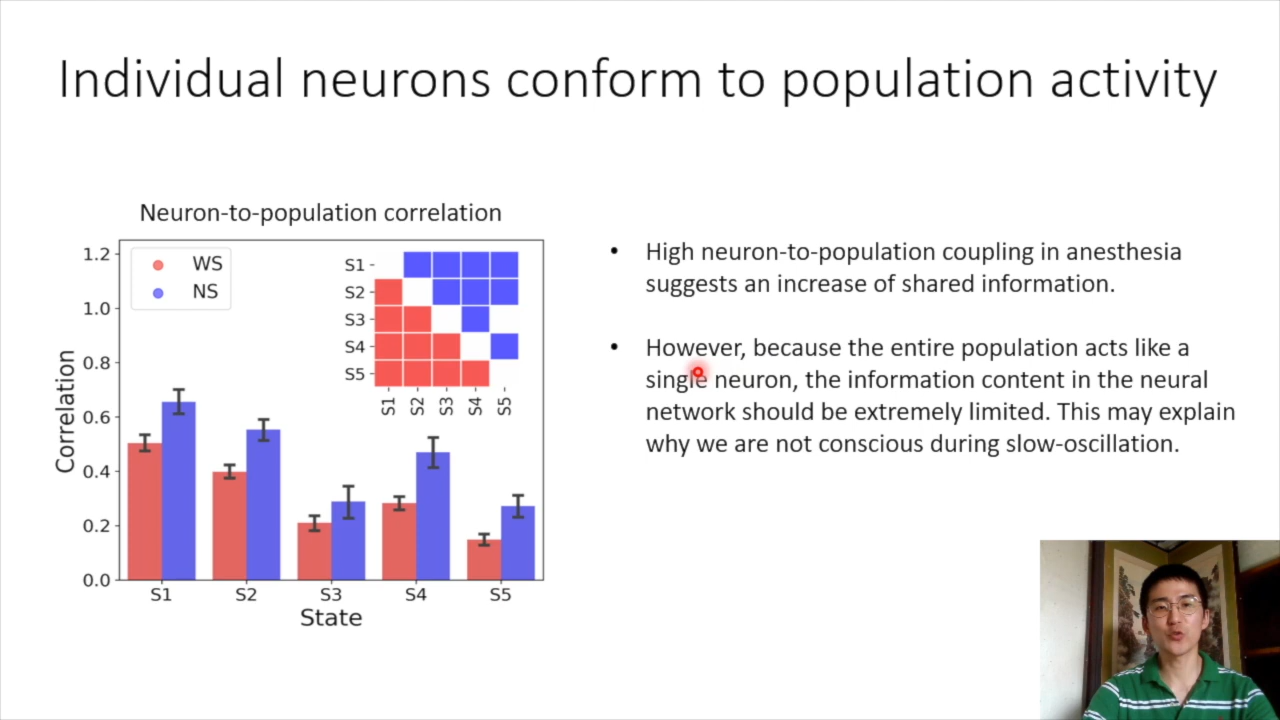 Individual neurons conform to population activity
Neuron-to-population correlation
1.2
1.0
0.8
0.6
0.4
0.2
0.0
Correlation
WS
NS
S1
S2
S3
S4
S5
S1
S2
S3
S4
S5
S1
S2
S3
S4
S5
State
• High neuron-to-population coupling in anesthesia
suggests an increase of shared information.
• However, because the entire population acts like a
single neuron, the information content in the neural
network should be extremely limited. This may explain
why we are not conscious during slow-oscillation.